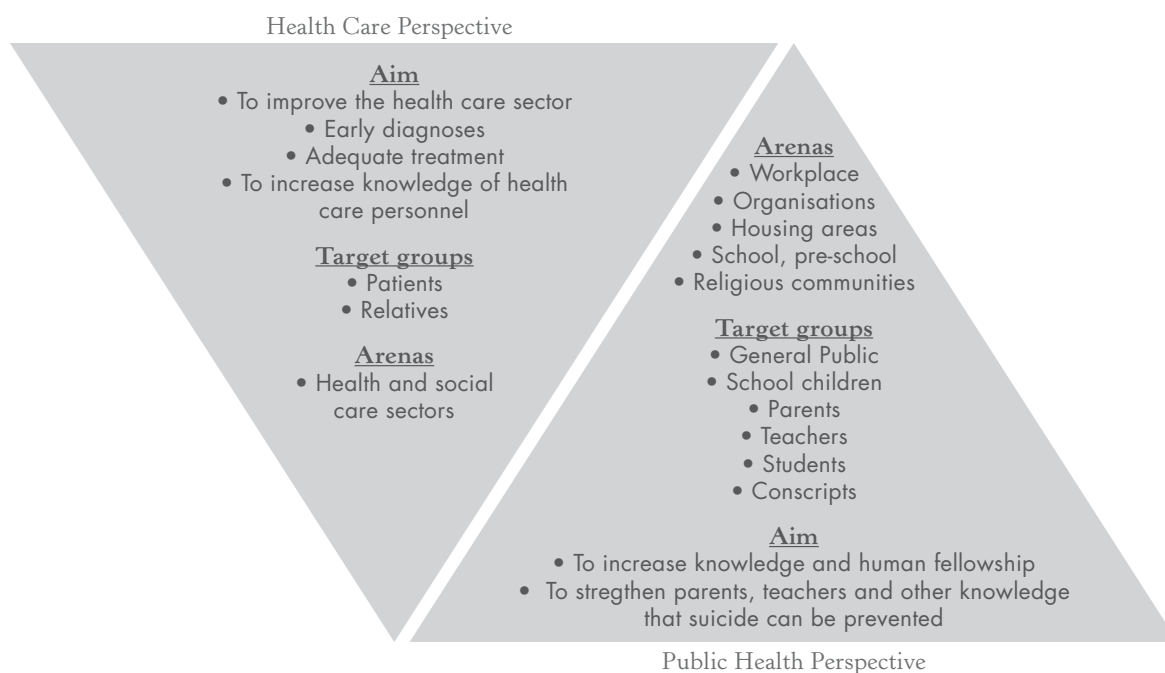 Health Care Perspective
Aim
• To improve the health care sector
• Early diagnoses
• Adequate treatment
• To increase knowledge of health
care personnel
Target groups
• Patients
• Relatives
Arenas
• Health and social
care sectors
Arenas
• Workplace
• Organisations
• Housing areas
• School, pre-school
• Religious communities
Target groups
• General Public
• School children
• Parents
• Teachers
• Students
• Conscripts
Aim
• To increase knowledge and human fellowship
• To stregthen parents, teachers and other knowledge
that suicide can be prevented
Public Health Perspective